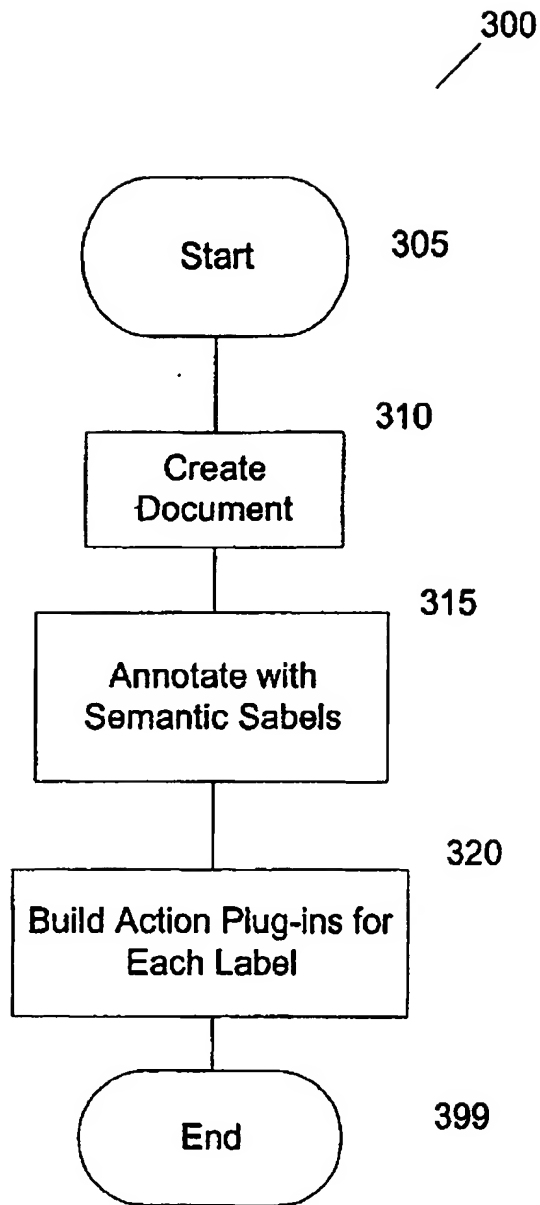 300
Start
305
310
Create
Document
315
Annotate with
Semantic Sabels
320
Build Action Plug-ins for
Each Label
End
399